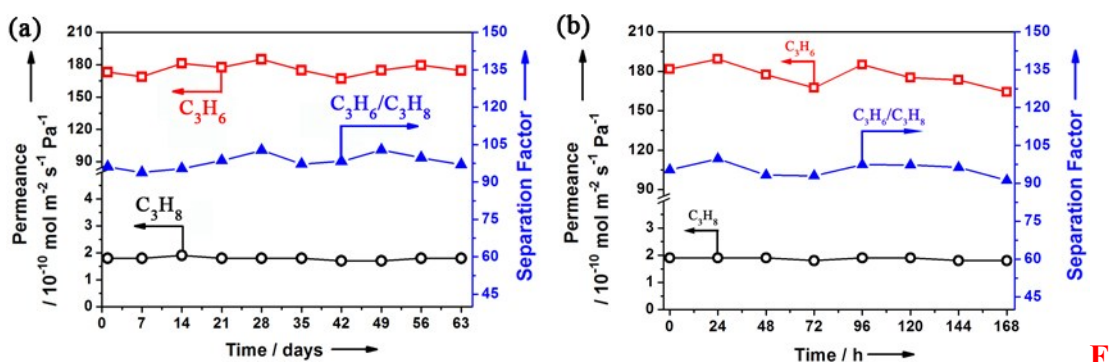 (a)
Permeance
/ 10⁻¹⁰ mol m⁻² s⁻¹ Pa⁻¹
210
180
150
120
90
4
3
2
1
0
C₃H₆
C₃H₆/C₃H₈
C₃H₈
150
135
120
105
90
75
60
45
Separation Factor
0 7 14 21 28 35 42 49 56 63
Time / days
(b)
Permeance
/ 10⁻¹⁰ mol m⁻² s⁻¹ Pa⁻¹
210
190
170
150
130
110
3
2
1
0
C₃H₆
C₃H₆/C₃H₈
C₃H₈
150
135
120
105
90
75
60
45
Separation Factor
0 24 48 72 96 120 144 168
Time / h